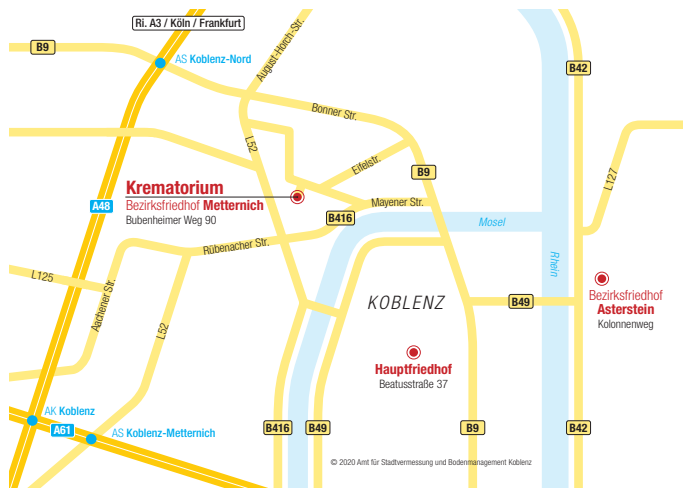 Ri. A3 / Köln / Frankfurt
B9
AS Koblenz-Nord
August-Horch-Str.
B42
Bonner Str.
L52
Eifelstr.
B9
L127
Krematorium
Bezirksfriedhof Metternich
Bubenheimer Weg 90
A48
Mayener Str.
B416
Mosel
Rübenacher Str.
Rhein
L125
Aachener Str.
KOBLENZ
B49
Bezirksfriedhof
Asterstein
Kolonnenweg
L52
Hauptfriedhof
Beatusstraße 37
AK Koblenz
A61
AS Koblenz-Metternich
B416
B49
B9
B42
© 2020 Amt für Stadtvermessung und Bodenmanagement Koblenz